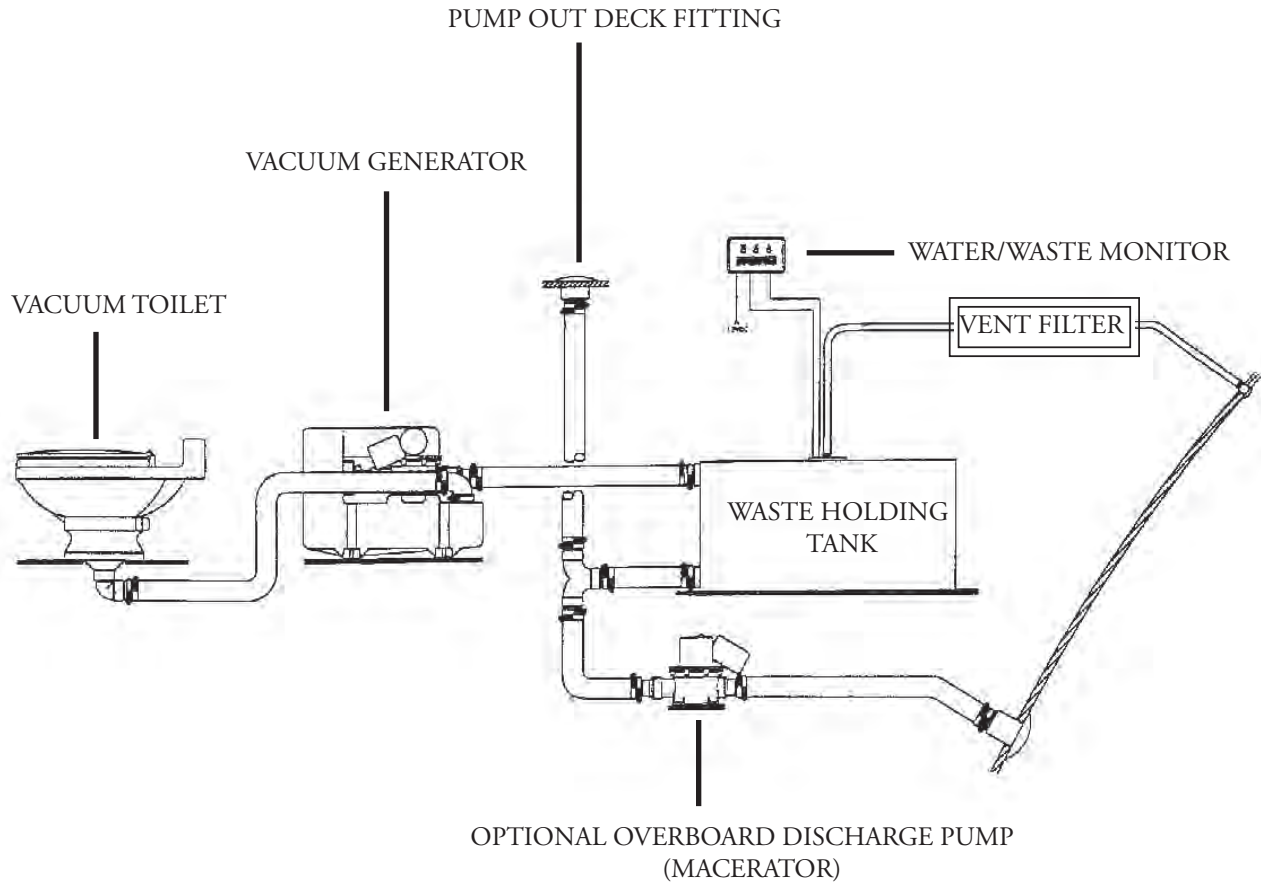 PUMP OUT DECK FITTING
VACUUM GENERATOR
WATER/WASTE MONITOR
VACUUM TOILET
VENT FILTER
WASTE HOLDING
TANK
OPTIONAL OVERBOARD DISCHARGE PUMP
(MACERATOR)